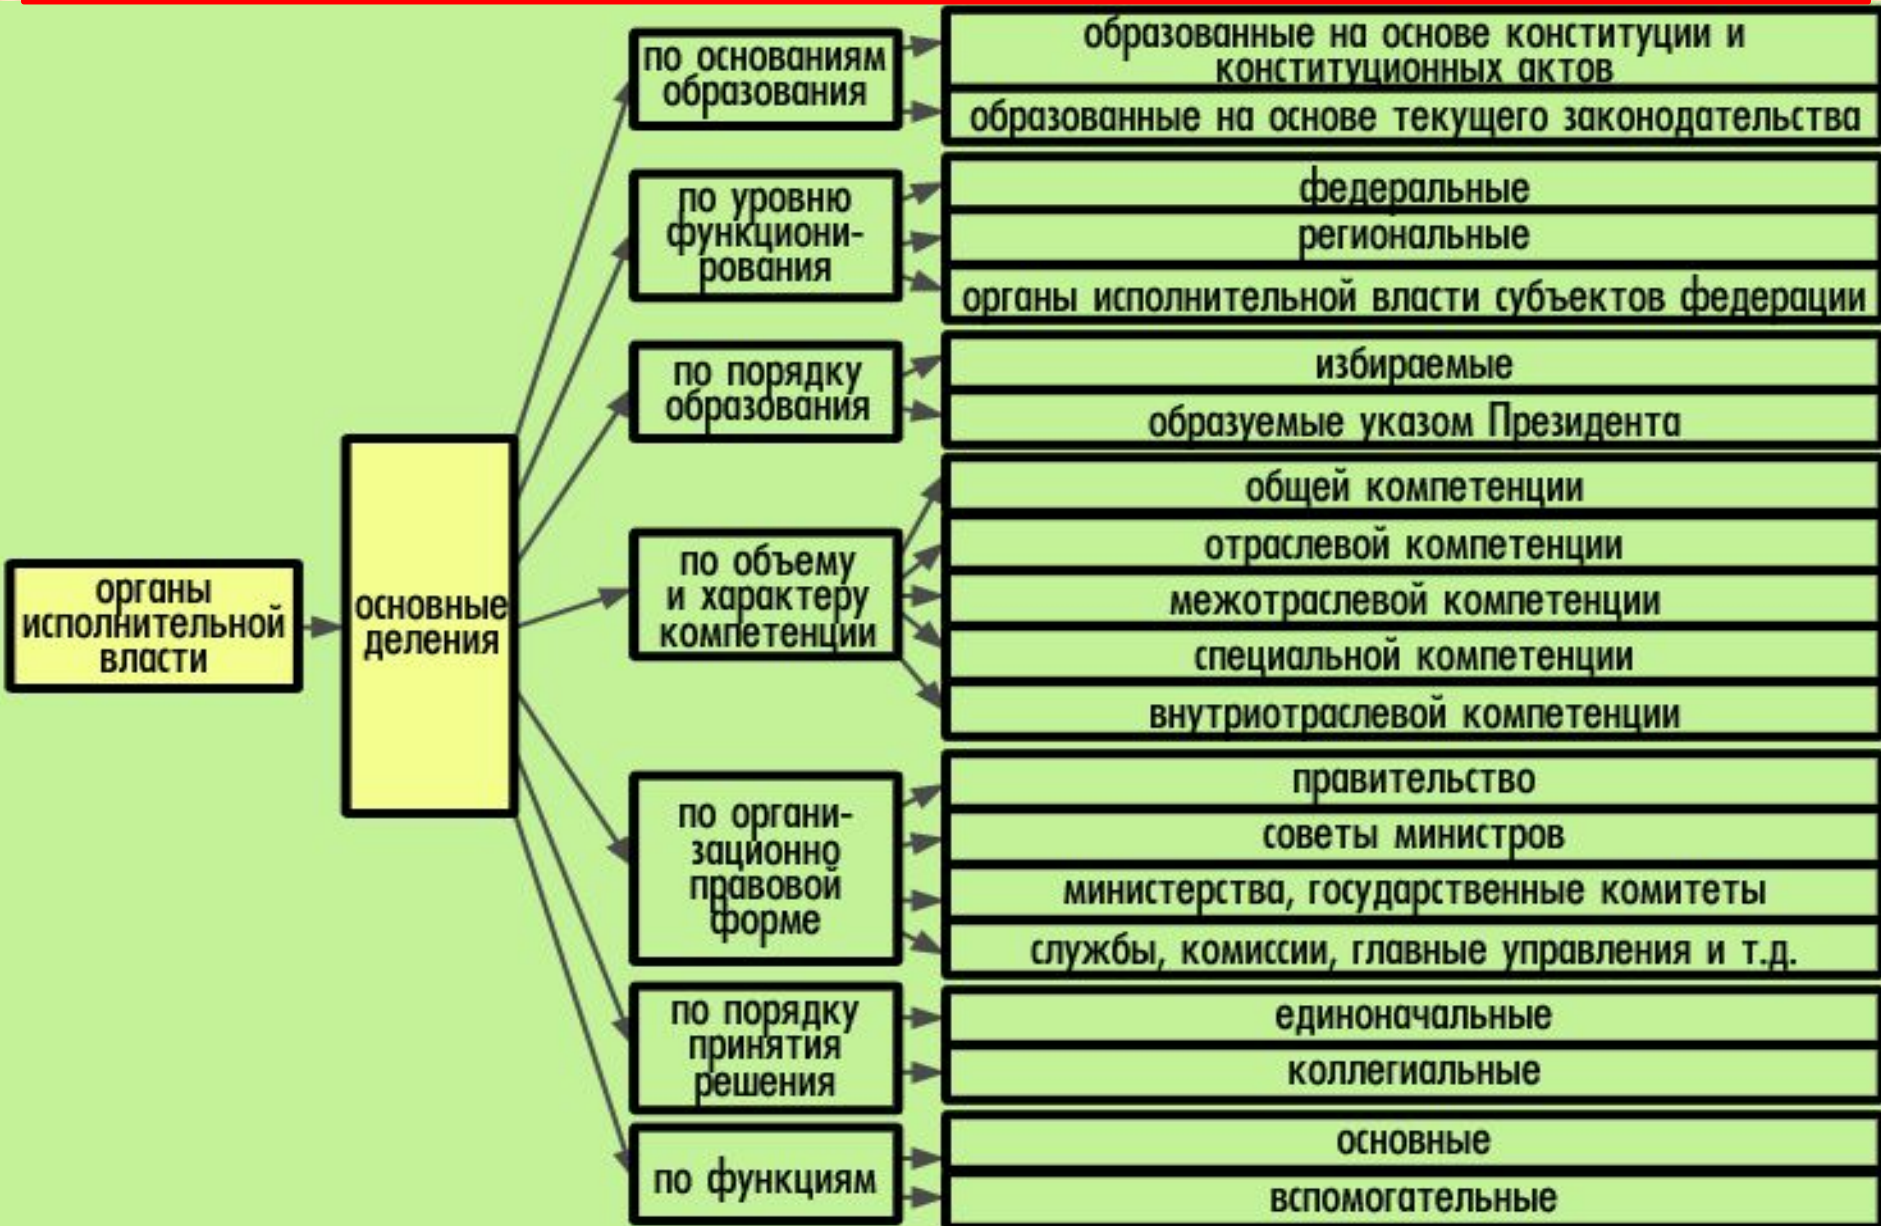 органы
исполнительной
власти
основные
деления
по основаниям
образования
образованные на основе конституции и
конституционных актов
образованные на основе текущего законодательства
по уровню
функциони-
рования
федеральные
региональные
органы исполнительной власти субъектов федерации
по порядку
образования
избираемые
образуемые указом Президента
по объему
и характеру
компетенции
общей компетенции
отраслевой компетенции
межотраслевой компетенции
специальной компетенции
внутриотраслевой компетенции
по органи-
зационно
правовой
форме
правительство
советы министров
министерства, государственные комитеты
службы, комиссии, главные управления и т.д.
по порядку
принятия
решения
единоначальные
коллегиальные
по функциям
основные
вспомогательные